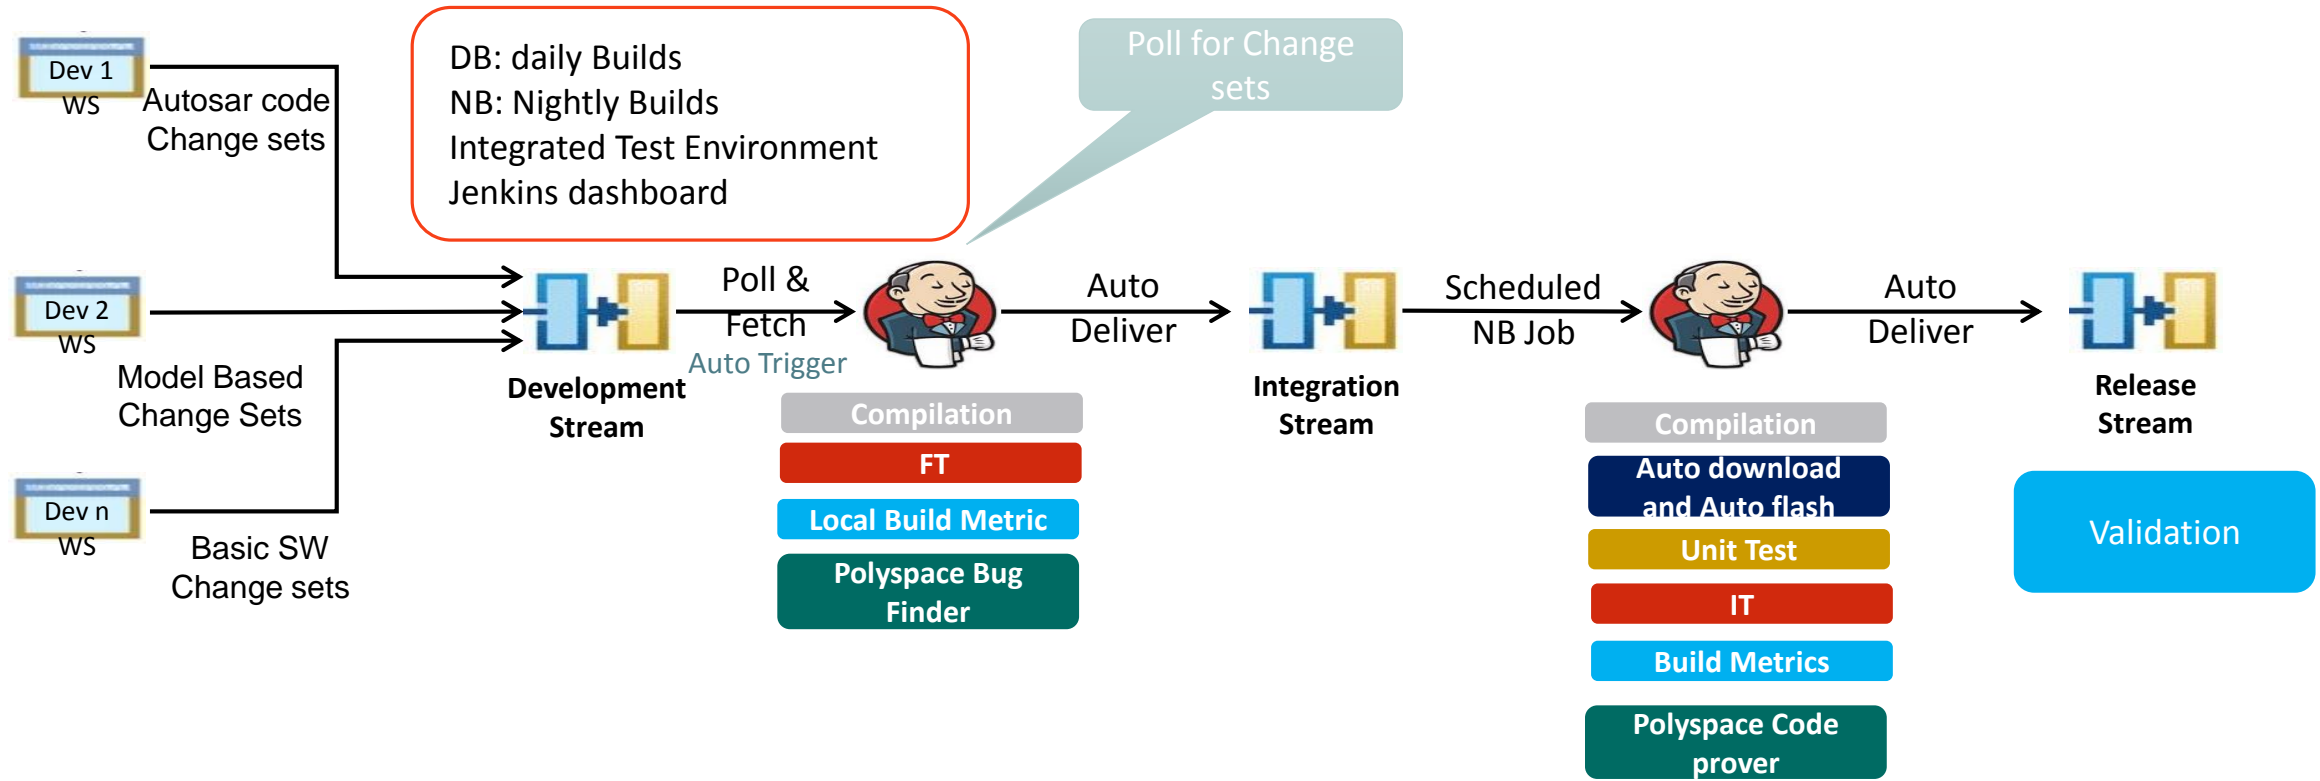 Dev 1
WS
Autosar code
Change sets
DB: daily Builds
NB: Nightly Builds
Integrated Test Environment
Jenkins dashboard
Poll for Change
sets
Dev 2
WS
Model Based
Change Sets
Dev n
WS
Basic SW
Change sets
Development
Stream
Poll &
Fetch
Auto Trigger
Compilation
FT
Local Build Metric
Polyspace Bug
Finder
Auto
Deliver
Integration
Stream
Scheduled
NB Job
Compilation
Auto download
and Auto flash
Unit Test
IT
Build Metrics
Polyspace Code
prover
Auto
Deliver
Release
Stream
Validation